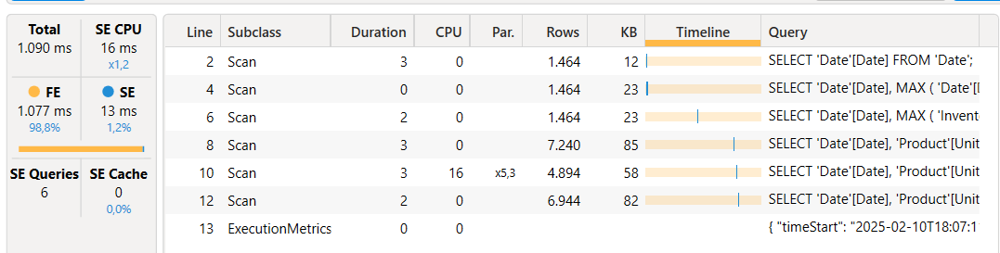 Total SE CPU
1.090 ms 16 ms
x1,2
FE SE
1.077 ms 13 ms
98,8% 1,2%
SE Queries SE Cache
6 0
0,0%
Line Subclass Duration CPU Par. Rows KB Timeline Query
2 Scan 3 0 1.464 12 SELECT 'Date'[Date] FROM 'Date';
4 Scan 0 0 1.464 23 SELECT 'Date'[Date], MAX ( 'Date'[
6 Scan 2 0 1.464 23 SELECT 'Date'[Date], MAX ( 'Invent
8 Scan 3 0 7.240 85 SELECT 'Date'[Date], 'Product'[Unit
10 Scan 3 16 x5,3 4.894 58 SELECT 'Date'[Date], 'Product'[Unit
12 Scan 2 0 6.944 82 SELECT 'Date'[Date], 'Product'[Unit
13 ExecutionMetrics 0 0 { "timeStart": "2025-02-10T18:07:1